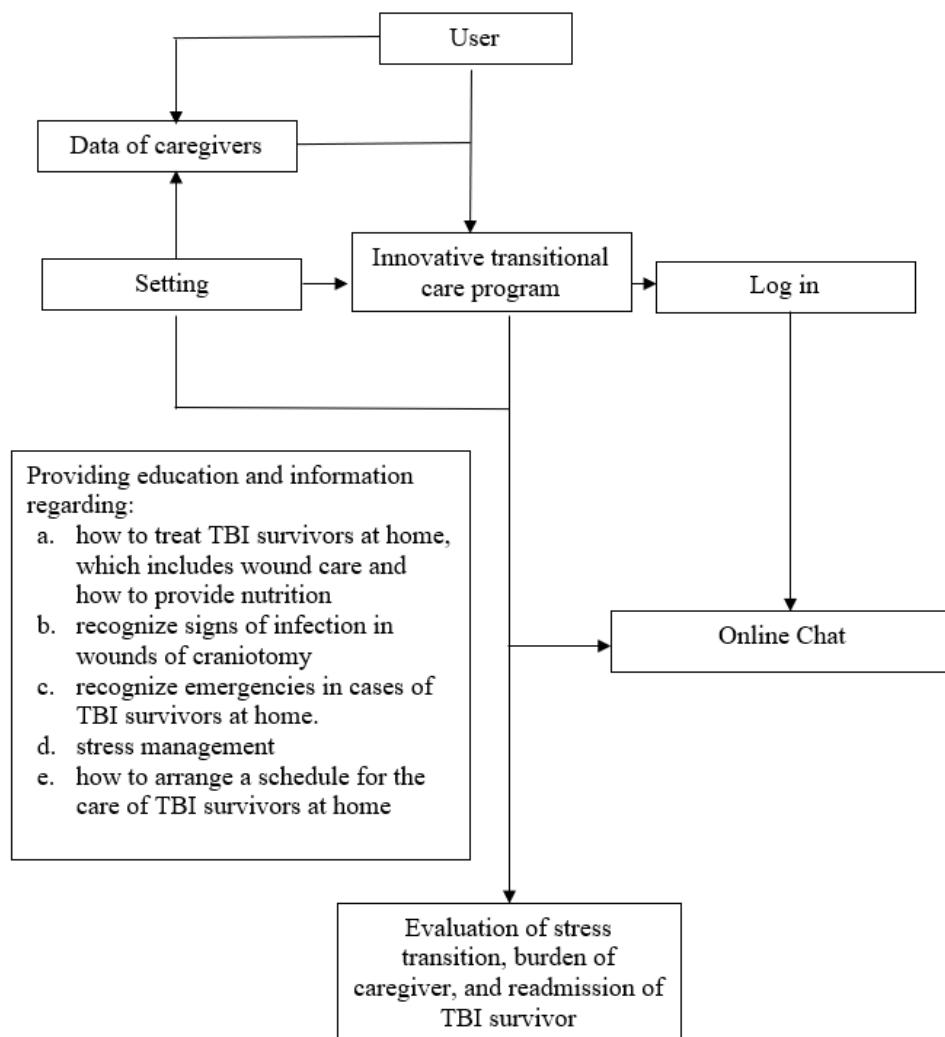 User
Data of caregivers
Innovative transitional
care program
Setting
Log in
Providing education and information
regarding:
a. how to treat TBI survivors at home,
which includes wound care and
how to provide nutrition
b. recognize signs of infection in
wounds of craniotomy
c. recognize emergencies in cases of
TBI survivors at home.
d. stress management
e. how to arrange a schedule for the
care of TBI survivors at home
Online Chat
Evaluation of stress
transition, burden of
caregiver, and readmission of
TBI survivor